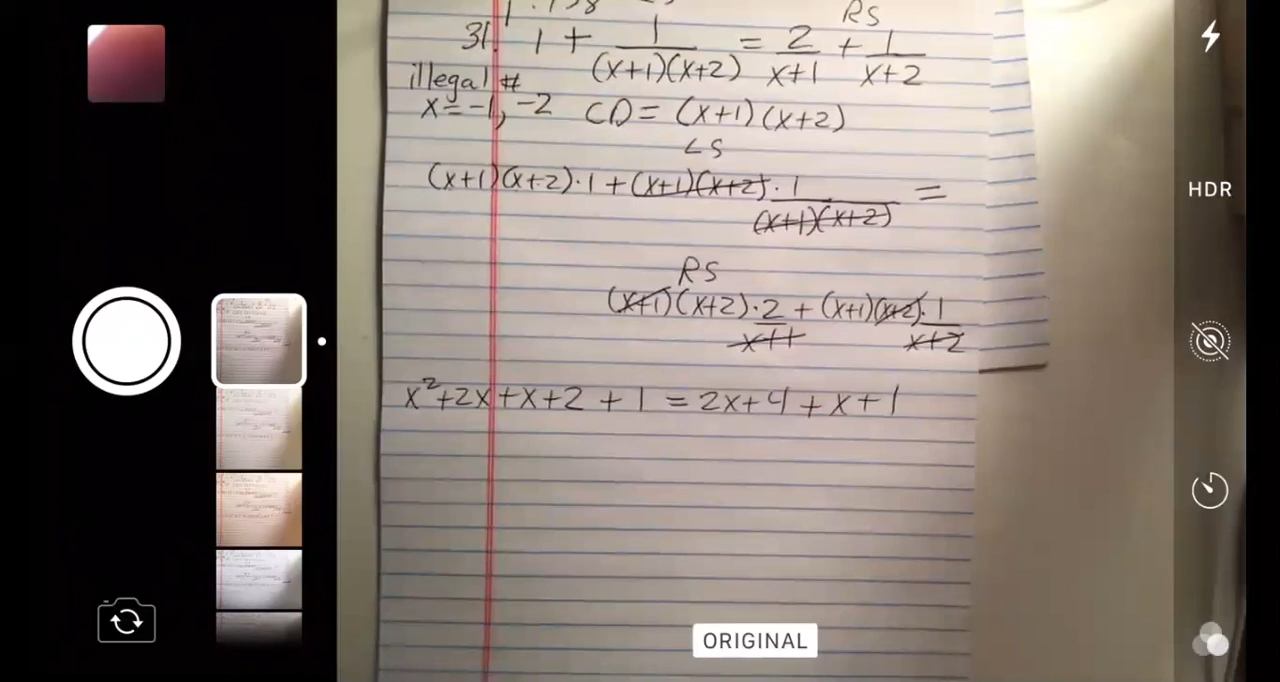 RS
31. 1 + 1/((x+1)(x+2)) = 2/(x+1) + 1/(x+2)
illegal #
x = -1, -2 CD = (x+1)(x+2)
LS
(x+1)(x+2)·1 + (x+1)(x+2)·1/((x+1)(x+2)) =
RS
(x+1)(x+2)·2/(x+1) + (x+1)(x+2)·1/(x+2)
x²+2x+x+2+1 = 2x+4+x+1
HDR
ORIGINAL